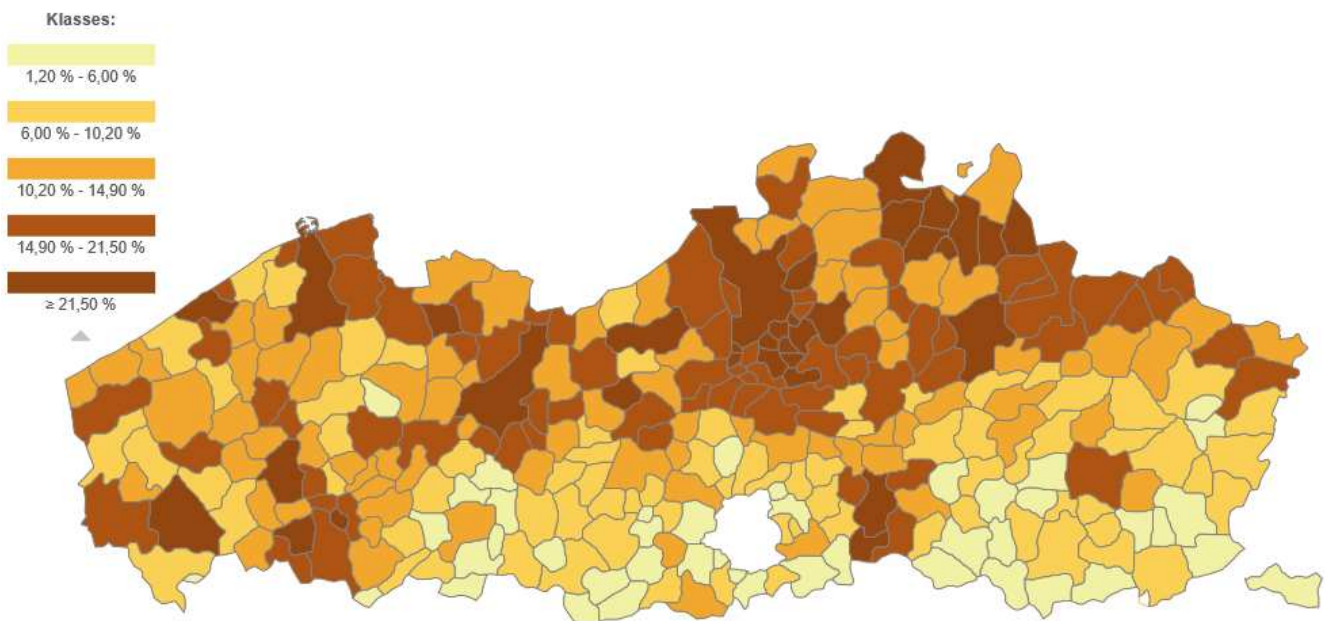 Klasses:
1,20 % - 6,00 %
6,00 % - 10,20 %
10,20 % - 14,90 %
14,90 % - 21,50 %
≥ 21,50 %